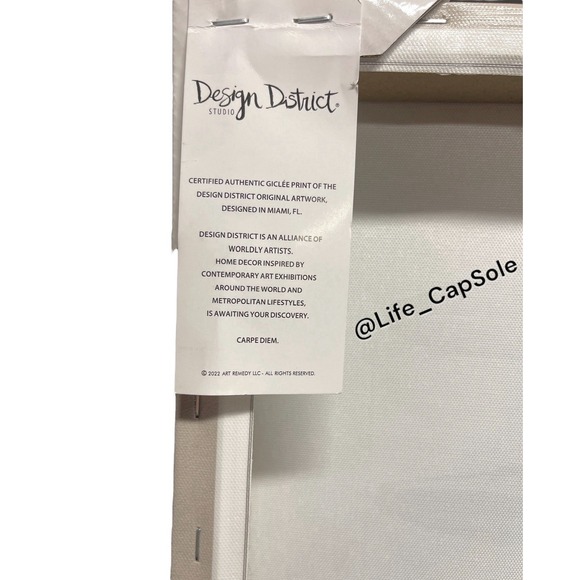 Design District®
STUDIO
CERTIFIED AUTHENTIC GICLÉE PRINT OF THE
DESIGN DISTRICT ORIGINAL ARTWORK,
DESIGNED IN MIAMI, FL.
DESIGN DISTRICT IS AN ALLIANCE OF
WORLDLY ARTISTS.
HOME DECOR INSPIRED BY
CONTEMPORARY ART EXHIBITIONS
AROUND THE WORLD AND
METROPOLITAN LIFESTYLES,
IS AWAITING YOUR DISCOVERY.
CARPE DIEM.
© 2022 ART REMEDY LLC - ALL RIGHTS RESERVED.
@Life_CapSole